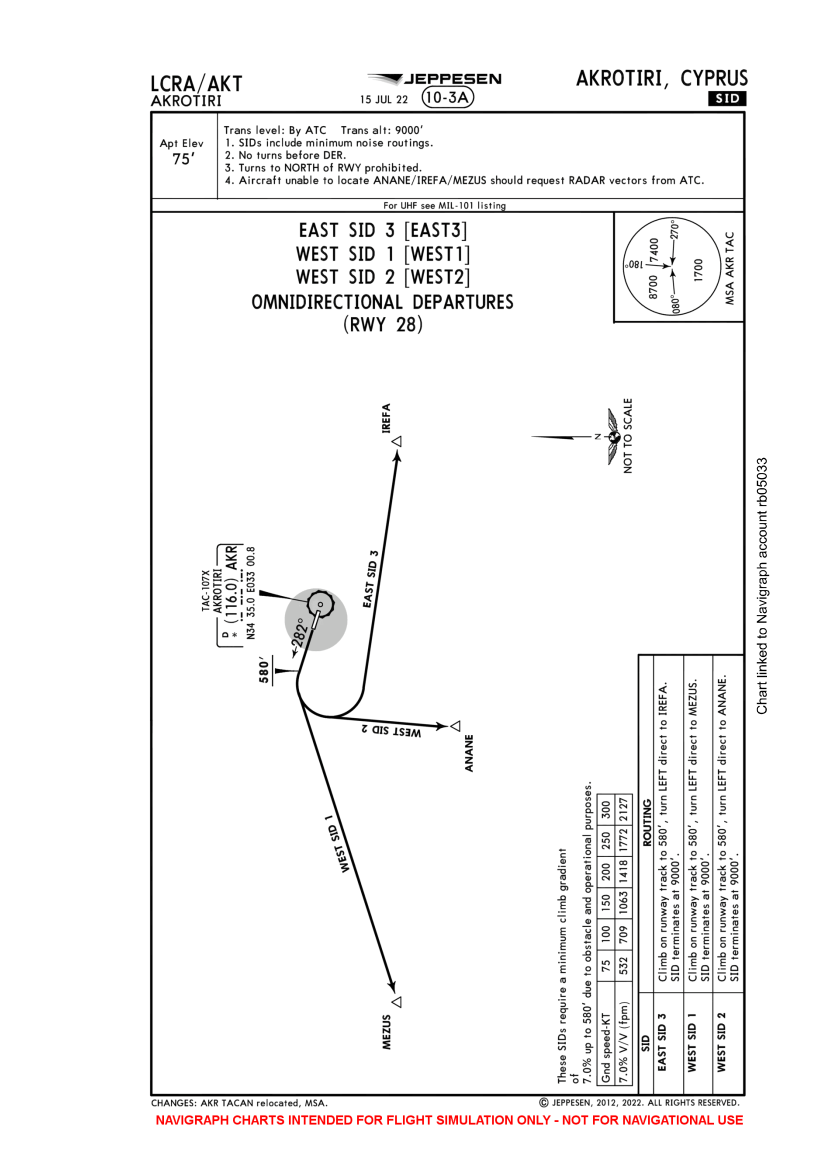 LCRA/AKT
AKROTIRI
JEPPESEN
15 JUL 22
10-3A
AKROTIRI, CYPRUS
SID
Apt Elev
75'
Trans level: By ATC Trans alt: 9000'
1. SIDs include minimum noise routings.
2. No turns before DER.
3. Turns to NORTH of RWY prohibited.
4. Aircraft unable to locate ANANE/IREFA/MEZUS should request RADAR vectors from ATC.
For UHF see MIL-101 listing
EAST SID 3 [EAST3]
WEST SID 1 [WEST1]
WEST SID 2 [WEST2]
OMNIDIRECTIONAL DEPARTURES
(RWY 28)
270°
180°
080°
7400
8700
1700
MSA AKR TAC
N
NOT TO SCALE
IREFA
TAC-107X
AKROTIRI
D
* (116.0) AKR
N34 35.0 E033 00.8
282°
580'
EAST SID 3
WEST SID 2
ANANE
WEST SID 1
MEZUS
These SIDs require a minimum climb gradient
of
7.0% up to 580' due to obstacle and operational purposes.
Gnd speed-KT 75 100 150 200 250 300
7.0% V/V (fpm) 532 709 1063 1418 1772 2127
SID ROUTING
EAST SID 3 Climb on runway track to 580', turn LEFT direct to IREFA.
SID terminates at 9000'.
WEST SID 1 Climb on runway track to 580', turn LEFT direct to MEZUS.
SID terminates at 9000'.
WEST SID 2 Climb on runway track to 580', turn LEFT direct to ANANE.
SID terminates at 9000'.
Chart linked to Navigraph account rb05033
CHANGES: AKR TACAN relocated, MSA.
© JEPPESEN, 2012, 2022. ALL RIGHTS RESERVED.
NAVIGRAPH CHARTS INTENDED FOR FLIGHT SIMULATION ONLY - NOT FOR NAVIGATIONAL USE